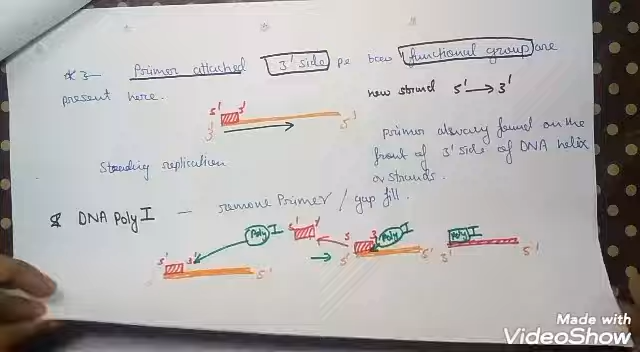 *3— Primer attached 3' side pe bcw functional group are
present here.
new strand 5' → 3'
5' 3'
3' 5'
Primer always found on the
front of 3' side of DNA helix
or strands.
Standing replication
DNA Poly I — remove Primer / gap fill.
Poly I
5' 3'
5'
5' 3'
Poly I
5' 3'
5' 5'
Poly I
3' 5'
Made with
VideoShow